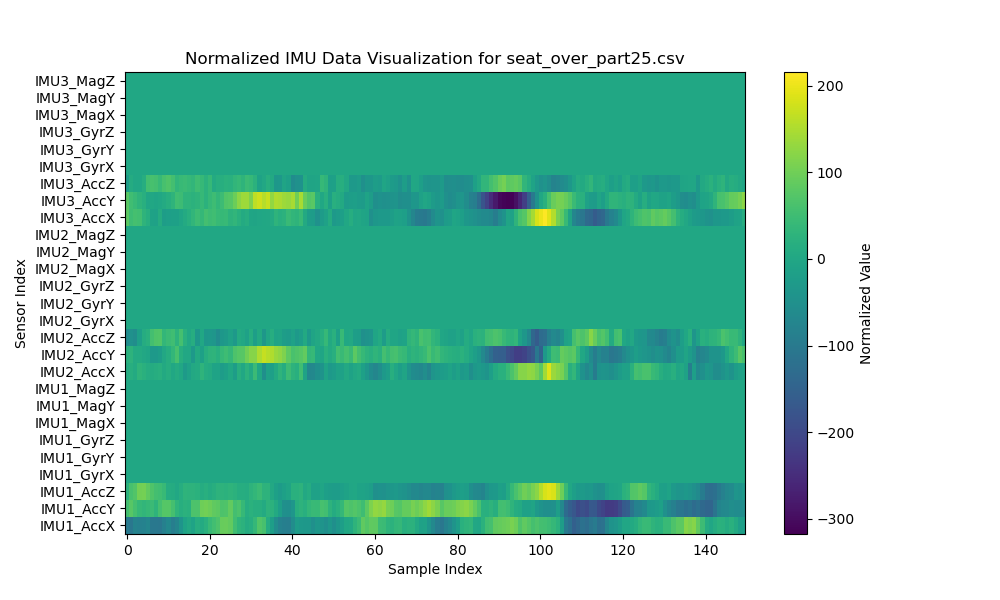 Normalized IMU Data Visualization for seat_over_part25.csv
IMU3_MagZ
IMU3_MagY
IMU3_MagX
IMU3_GyrZ
IMU3_GyrY
IMU3_GyrX
IMU3_AccZ
IMU3_AccY
IMU3_AccX
IMU2_MagZ
IMU2_MagY
IMU2_MagX
IMU2_GyrZ
IMU2_GyrY
IMU2_GyrX
IMU2_AccZ
IMU2_AccY
IMU2_AccX
IMU1_MagZ
IMU1_MagY
IMU1_MagX
IMU1_GyrZ
IMU1_GyrY
IMU1_GyrX
IMU1_AccZ
IMU1_AccY
IMU1_AccX
Sensor Index
0 20 40 60 80 100 120 140
Sample Index
200
100
0
−100
−200
−300
Normalized Value